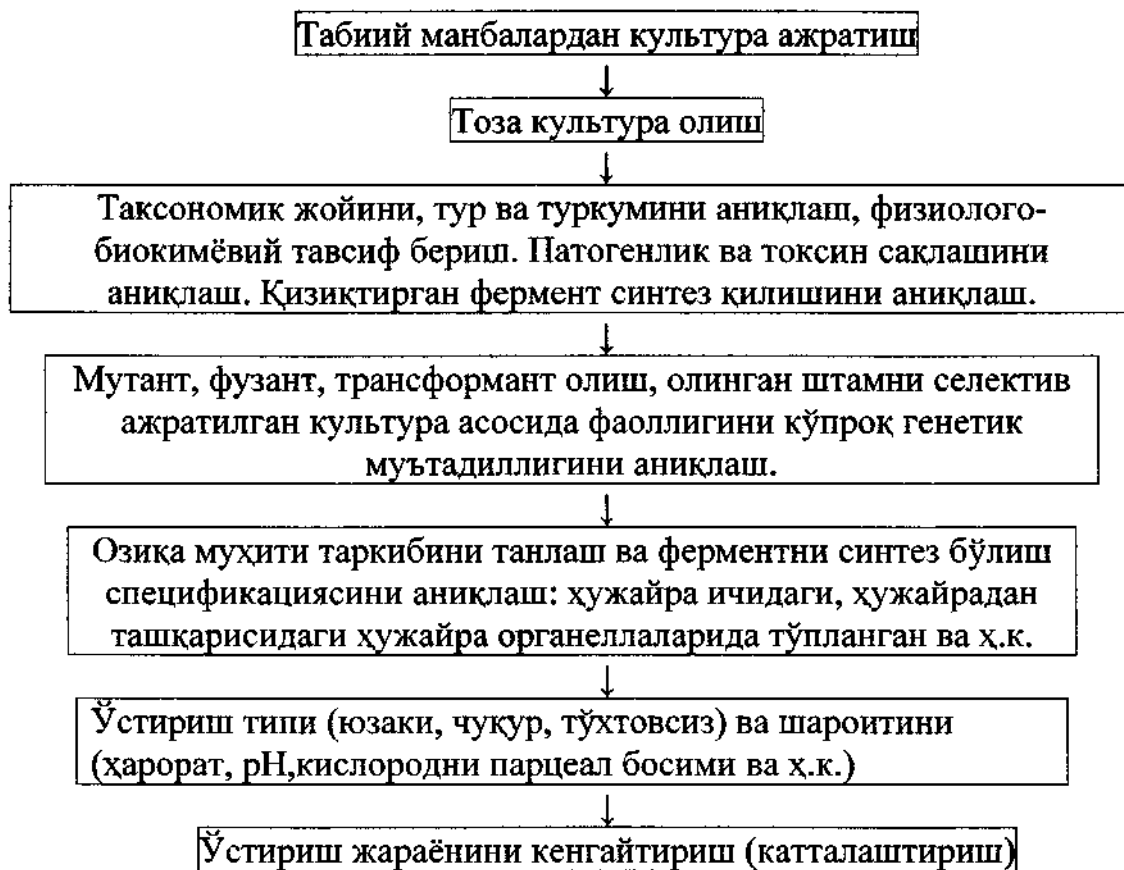 Табиий манбалардан культура ажратиш
Тоза культура олиш
Таксономик жойини, тур ва туркумини аниқлаш, физиолого-
биокимёвий тавсиф бериш. Патогенлик ва токсин сақлашини
аниқлаш. Қизиқтирган фермент синтез қилишини аниқлаш.
Мутант, фузант, трансформант олиш, олинган штамни селектив
ажратилган культура асосида фаоллигини кўпроқ генетик
муътадиллигини аниқлаш.
Озиқа муҳити таркибини танлаш ва ферментни синтез бўлиш
спецификациясини аниқлаш: ҳужайра ичидаги, ҳужайрадан
ташқарисидаги ҳужайра органеллаларида тўпланган ва ҳ.к.
Ўстириш типи (юзаки, чуқур, тўхтовсиз) ва шароитини
(ҳарорат, рН,кислородни парцеал босими ва ҳ.к.)
Ўстириш жараёнини кенгайтириш (катталаштириш)